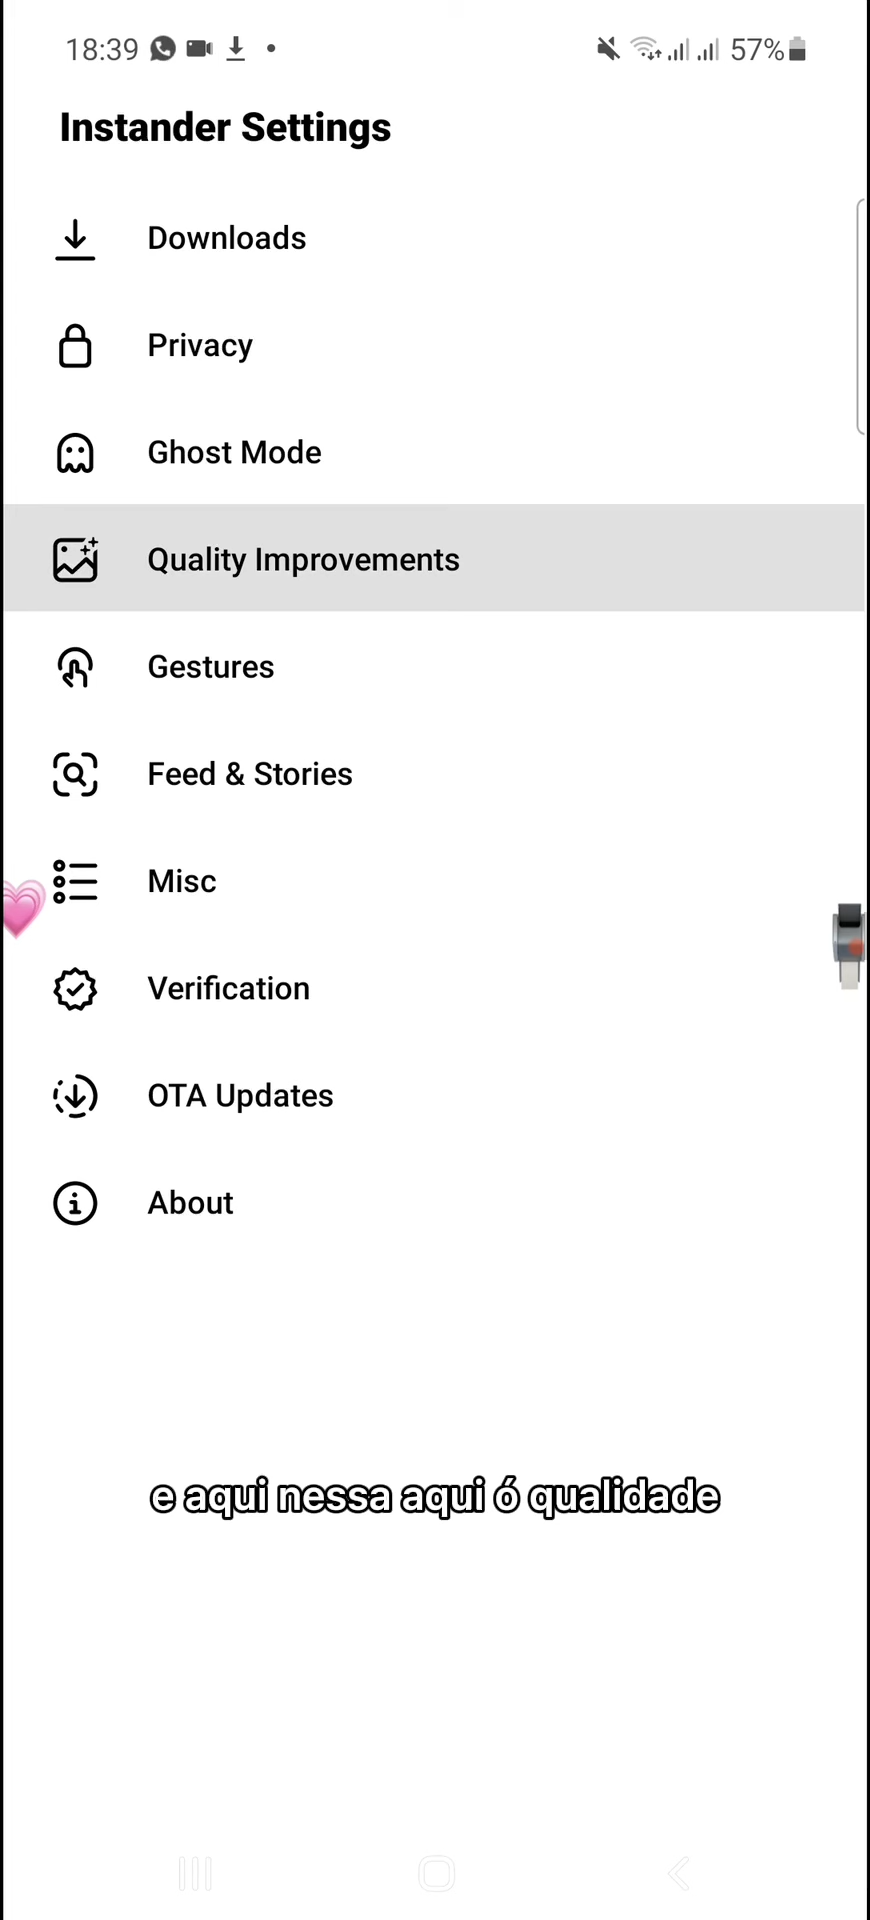 18:39
57%
Instander Settings
Downloads
Privacy
Ghost Mode
Quality Improvements
Gestures
Feed & Stories
Misc
Verification
OTA Updates
About
e aqui nessa aqui ó qualidade